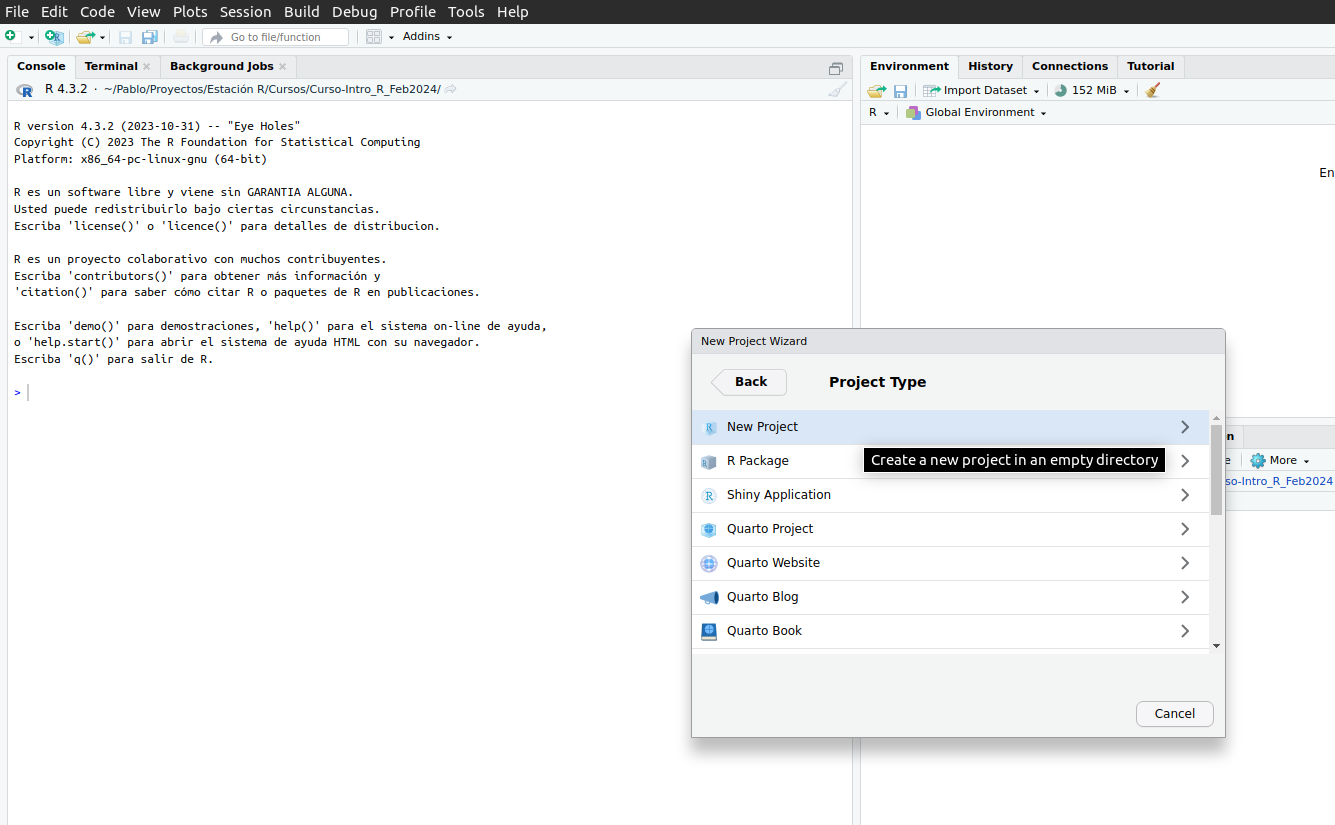 File Edit Code View Plots Session Build Debug Profile Tools Help
Go to file/function Addins
Console Terminal Background Jobs
R 4.3.2 · ~/Pablo/Proyectos/Estación R/Cursos/Curso-Intro_R_Feb2024/
R version 4.3.2 (2023-10-31) -- "Eye Holes"
Copyright (C) 2023 The R Foundation for Statistical Computing
Platform: x86_64-pc-linux-gnu (64-bit)
R es un software libre y viene sin GARANTIA ALGUNA.
Usted puede redistribuirlo bajo ciertas circunstancias.
Escriba 'license()' o 'licence()' para detalles de distribucion.
R es un proyecto colaborativo con muchos contribuyentes.
Escriba 'contributors()' para obtener más información y
'citation()' para saber cómo citar R o paquetes de R en publicaciones.
Escriba 'demo()' para demostraciones, 'help()' para el sistema on-line de ayuda,
o 'help.start()' para abrir el sistema de ayuda HTML con su navegador.
Escriba 'q()' para salir de R.
>
Environment History Connections Tutorial
Import Dataset 152 MiB
R Global Environment
En
New Project Wizard
Back Project Type
New Project
Create a new project in an empty directory
R Package
Shiny Application
Quarto Project
Quarto Website
Quarto Blog
Quarto Book
Cancel
n
e More
so-Intro_R_Feb2024